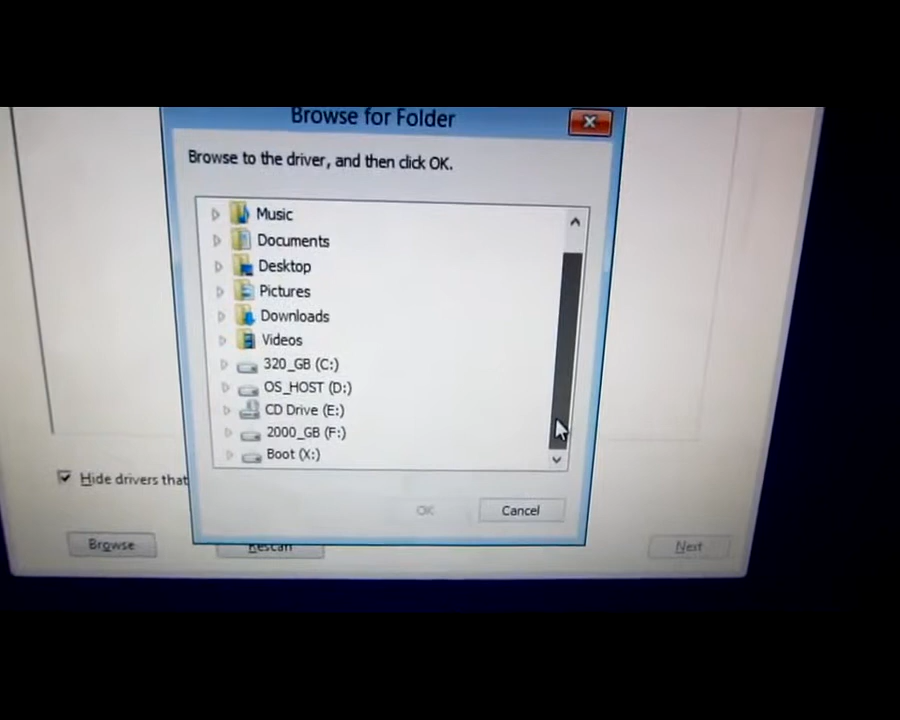 Browse for Folder
Browse to the driver, and then click OK.
Music
Documents
Desktop
Pictures
Downloads
Videos
320_GB (C:)
OS_HOST (D:)
CD Drive (E:)
2000_GB (F:)
Boot (X:)
Hide drivers that
OK
Cancel
Browse
Rescan
Next